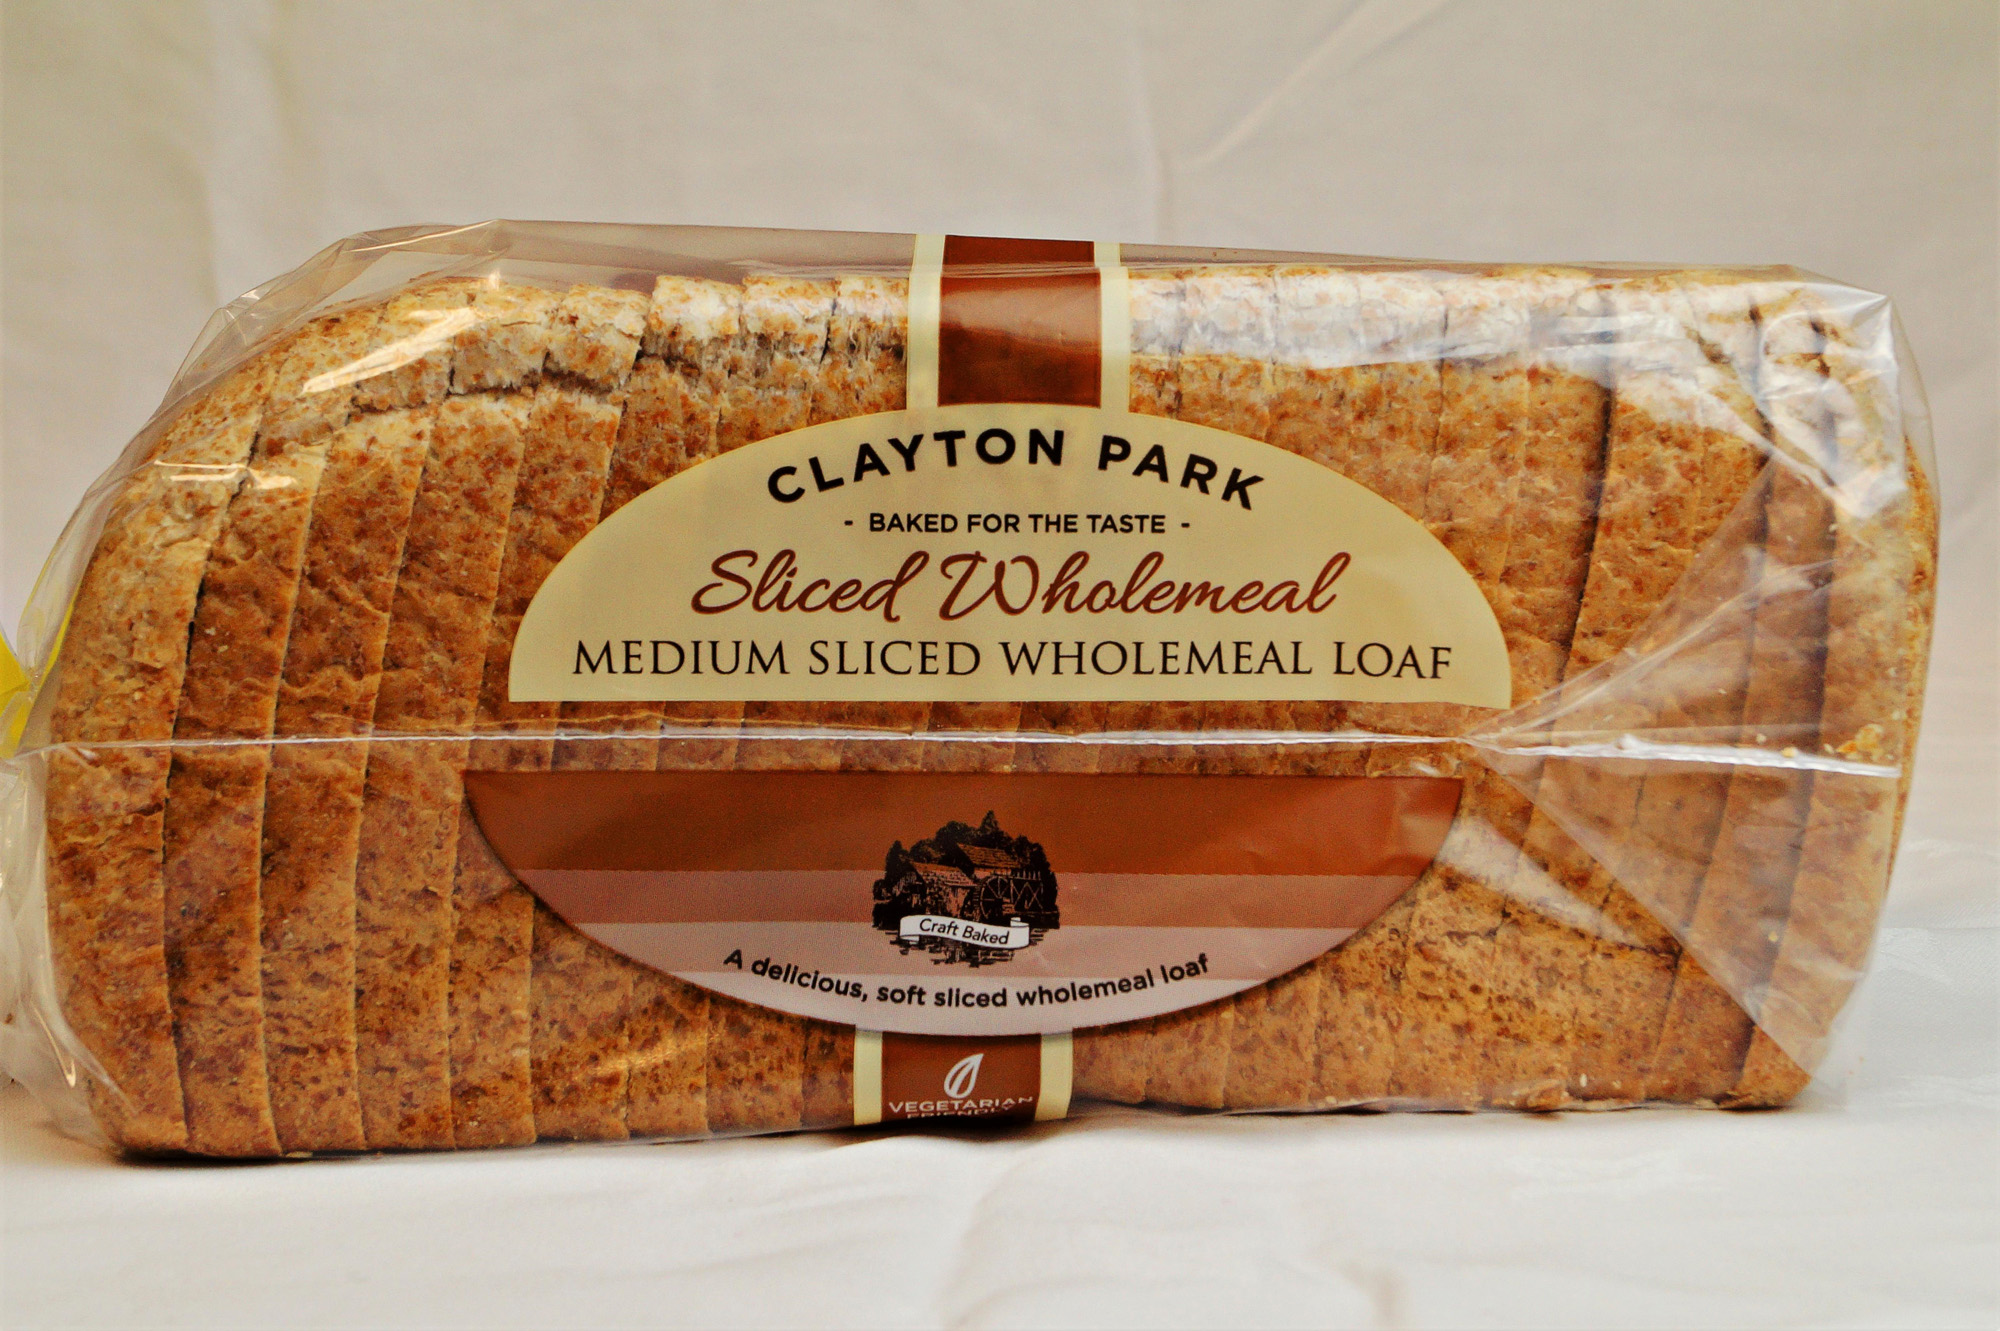 CLAYTON PARK
- BAKED FOR THE TASTE -
Sliced Wholemeal
MEDIUM SLICED WHOLEMEAL LOAF
Craft Baked
A delicious, soft sliced wholemeal loaf
VEGETARIAN
FRIENDLY